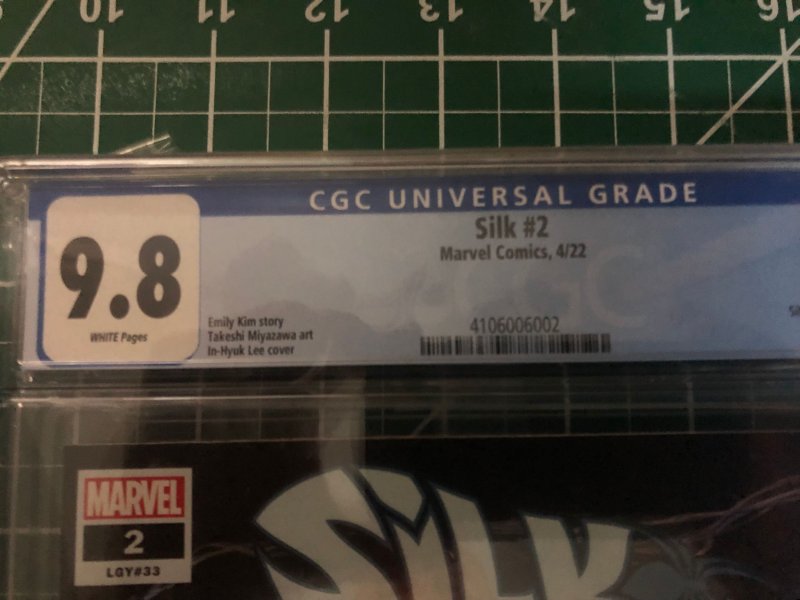 10 11 12 13 14 15 16
CGC UNIVERSAL GRADE
9.8
WHITE Pages
Silk #2
Marvel Comics, 4/22
Emily Kim story
Takeshi Miyazawa art
In-Hyuk Lee cover
CGC
4106006002
MARVEL
2
LGY#33
SILK